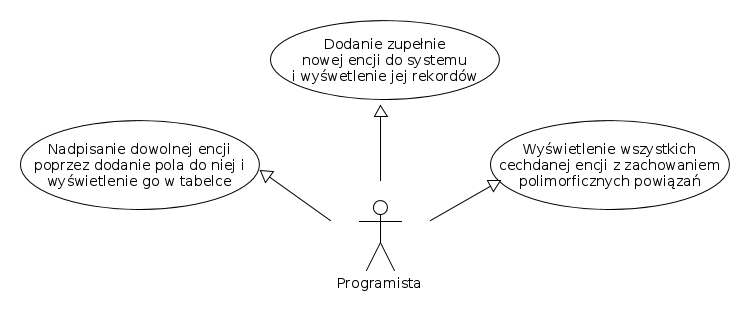 Dodanie zupełnie
nowej encji do systemu
i wyśwetlenie jej rekordów
Nadpisanie dowolnej encji
poprzez dodanie pola do niej i
wyświetlenie go w tabelce
Wyświetlenie wszystkich
cechdanej encji z zachowaniem
polimorficznych powiązań
Programista